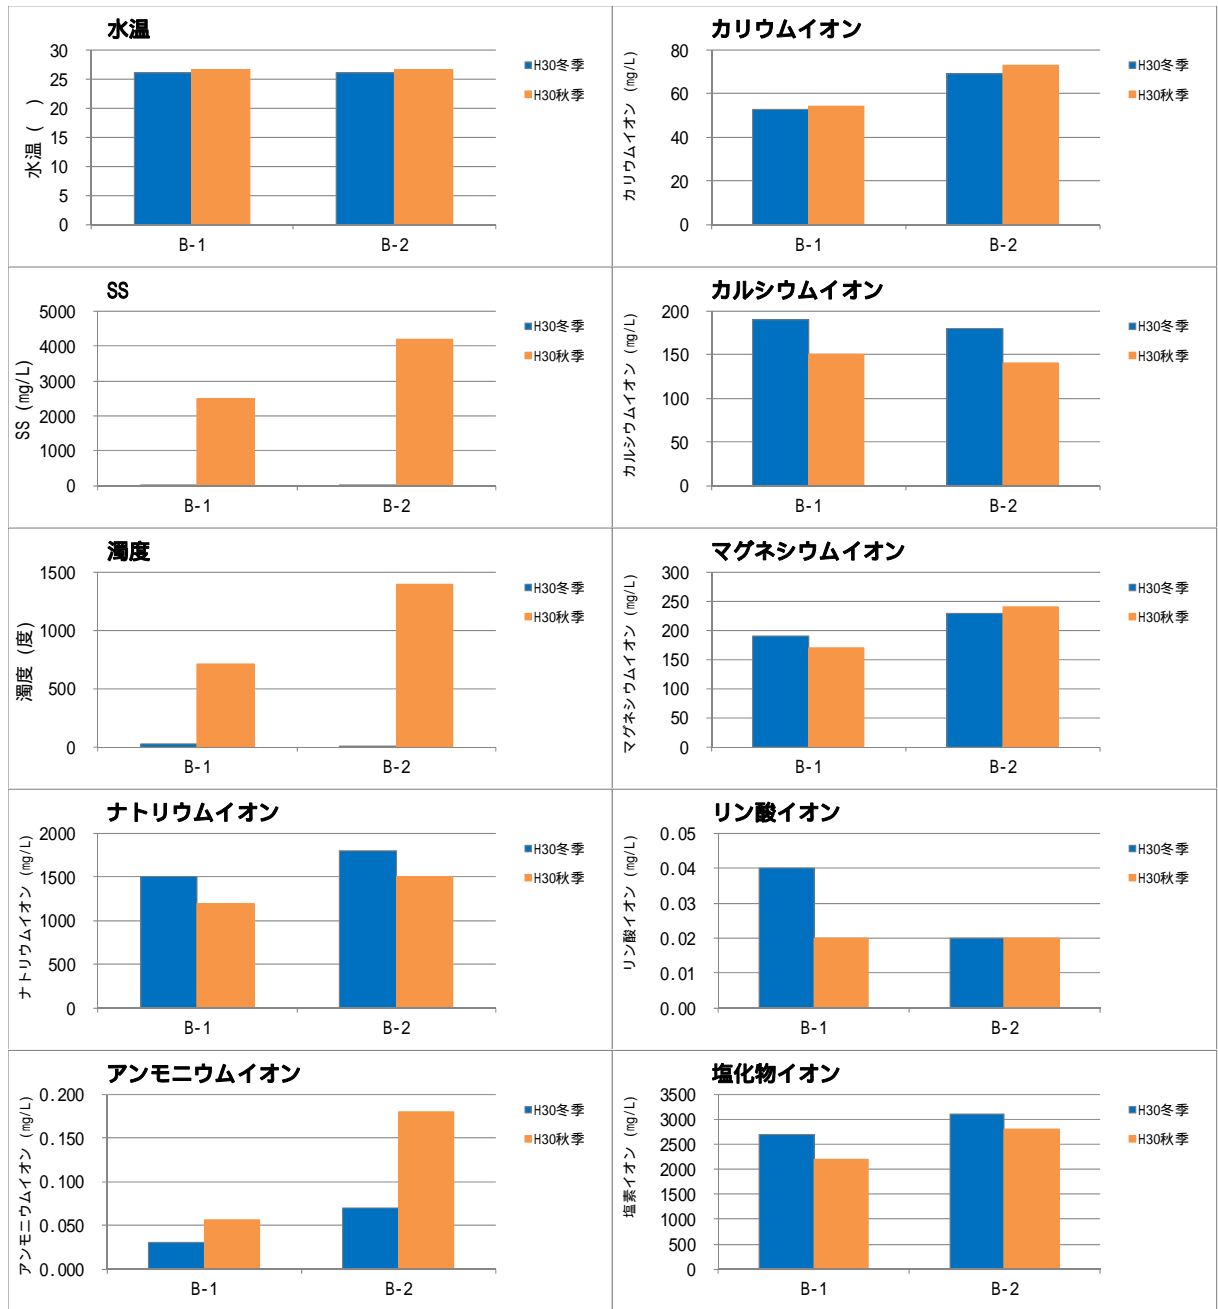 水温
30
25
20
15
10
5
0
水温 (   )
B-1
B-2
H30冬季
H30秋季
カリウムイオン
80
60
40
20
0
カリウムイオン (mg/L)
B-1
B-2
H30冬季
H30秋季
SS
5000
4000
3000
2000
1000
0
SS (mg/L)
B-1
B-2
H30冬季
H30秋季
カルシウムイオン
200
150
100
50
0
カルシウムイオン (mg/L)
B-1
B-2
H30冬季
H30秋季
濁度
1500
1000
500
0
濁度 (度)
B-1
B-2
H30冬季
H30秋季
マグネシウムイオン
300
250
200
150
100
50
0
マグネシウムイオン (mg/L)
B-1
B-2
H30冬季
H30秋季
ナトリウムイオン
2000
1500
1000
500
0
ナトリウムイオン (mg/L)
B-1
B-2
H30冬季
H30秋季
リン酸イオン
0.05
0.04
0.03
0.02
0.01
0.00
リン酸イオン (mg/L)
B-1
B-2
H30冬季
H30秋季
アンモニウムイオン
0.200
0.150
0.100
0.050
0.000
アンモニウムイオン (mg/L)
B-1
B-2
H30冬季
H30秋季
塩化物イオン
3500
3000
2500
2000
1500
1000
500
0
塩素イオン (mg/L)
B-1
B-2
H30冬季
H30秋季